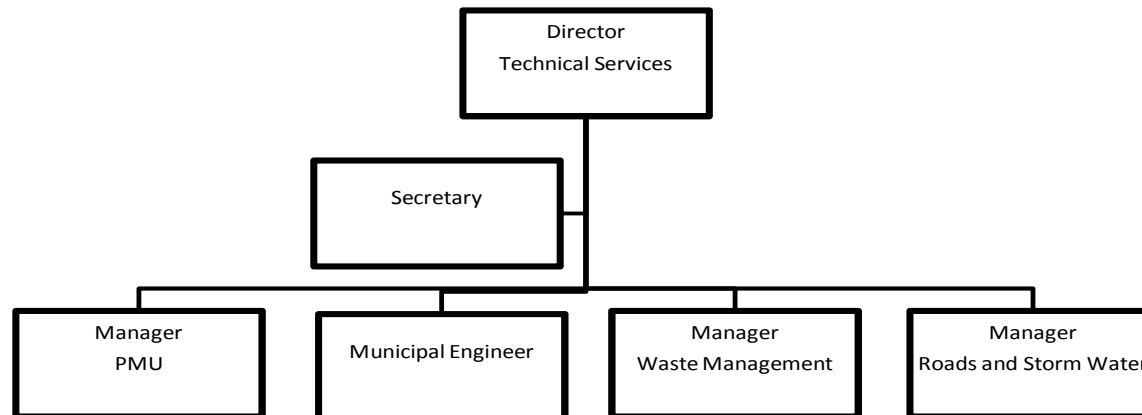 Director
Technical Services
Secretary
Manager
PMU
Municipal Engineer
Manager
Waste Management
Manager
Roads and Storm Water